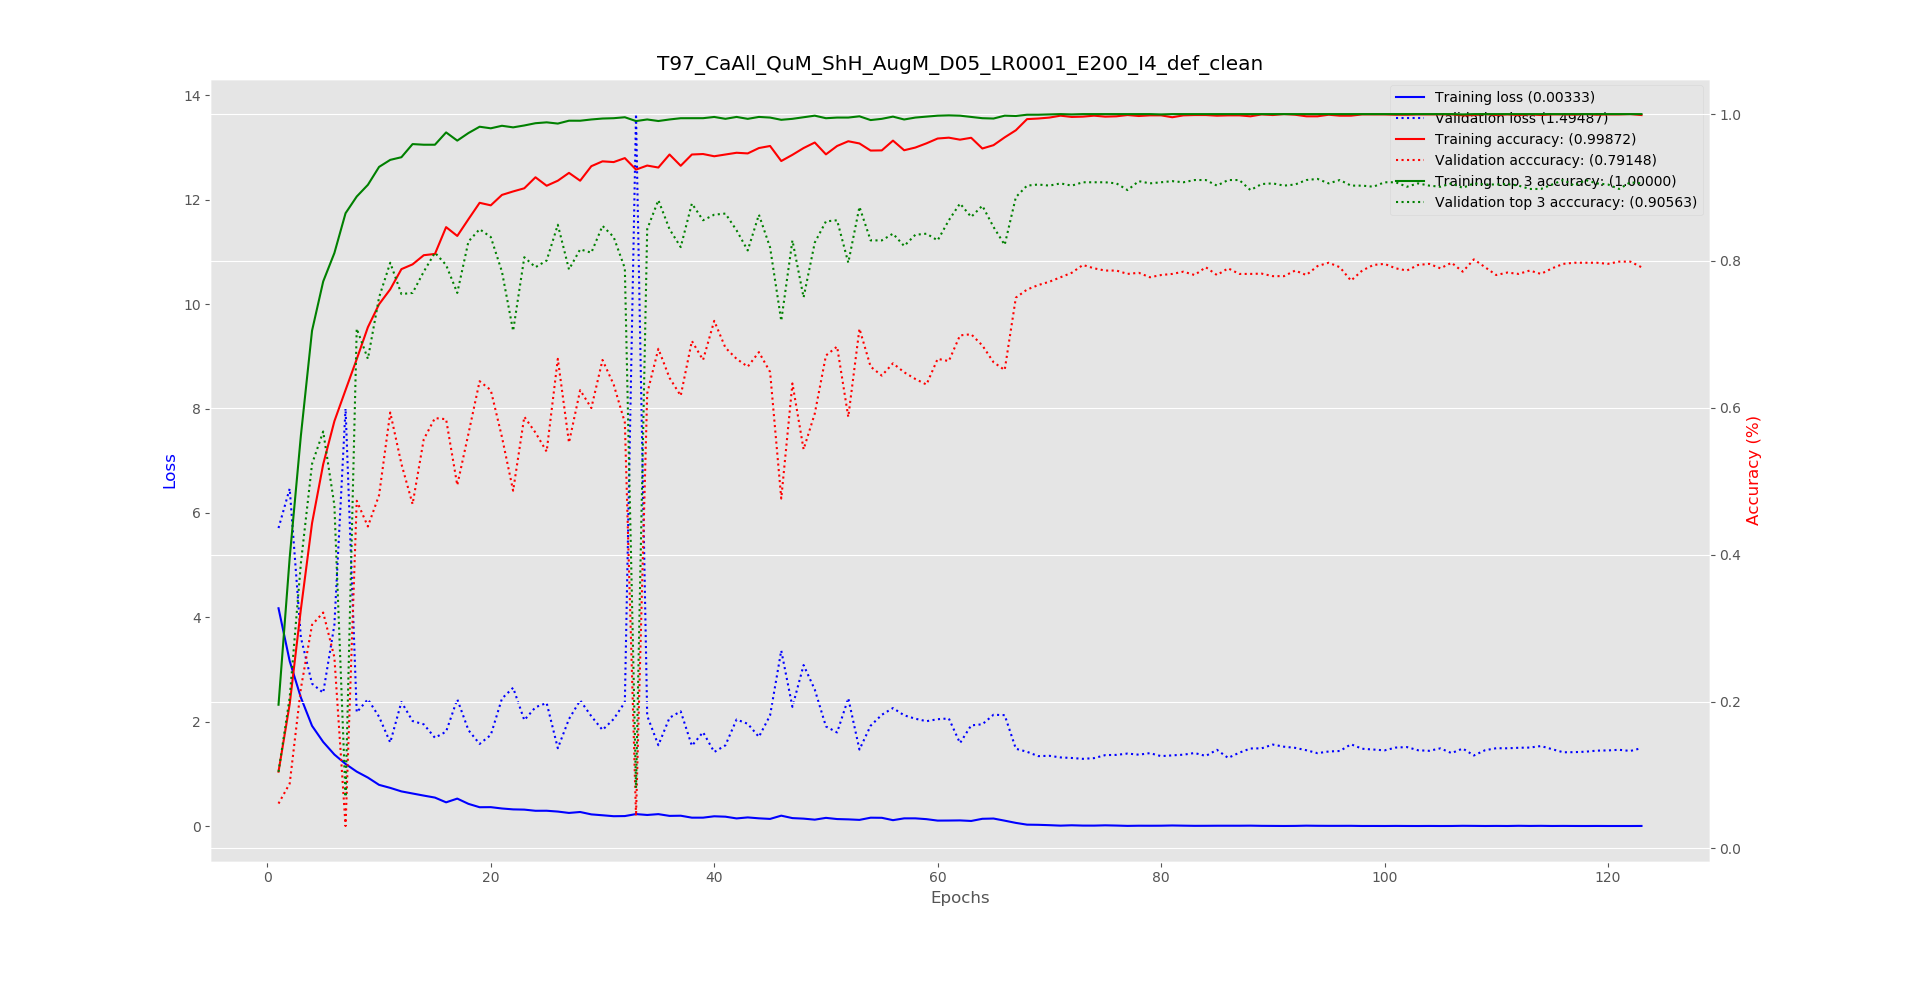 T97_CaAll_QuM_ShH_AugM_D05_LR0001_E200_I4_def_clean
Training loss (0.00333)
Validation loss (1.49487)
Training accuracy: (0.99872)
Validation acccuracy: (0.79148)
Training top 3 accuracy: (1.00000)
Validation top 3 acccuracy: (0.90563)
14
12
10
8
6
4
2
0
Loss
1.0
0.8
0.6
0.4
0.2
0.0
Accuracy (%)
0 20 40 60 80 100 120
Epochs